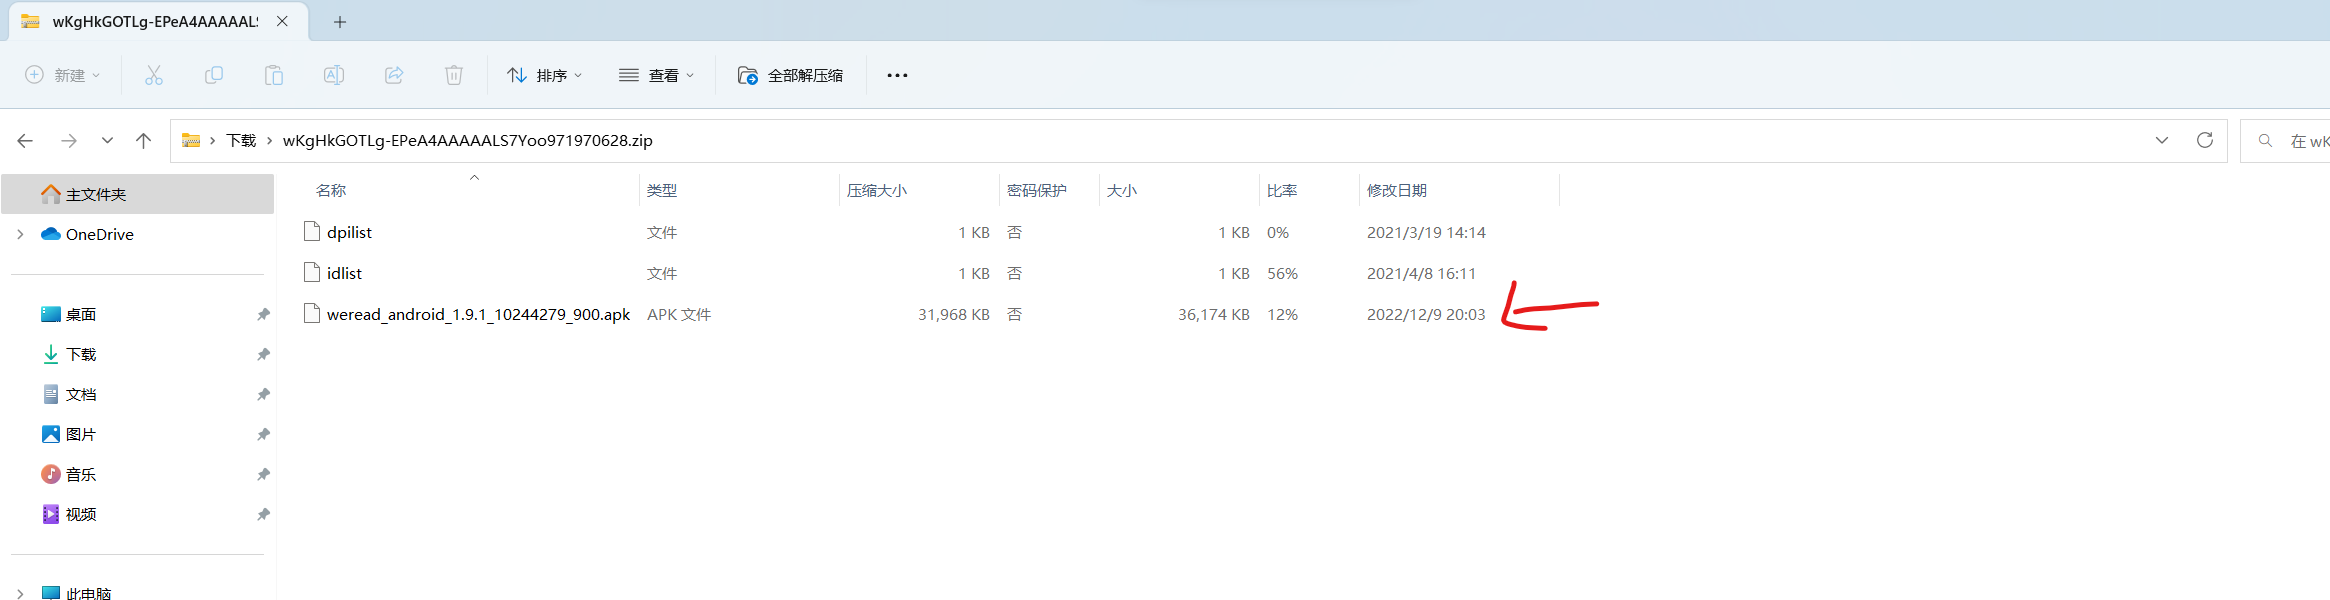 wKgHkGOTLg-EPeA4AAAAALS
新建
排序
查看
全部解压缩
下载 wKgHkGOTLg-EPeA4AAAAALS7Yoo971970628.zip
在 wK
主文件夹
OneDrive
桌面
下载
文档
图片
音乐
视频
此电脑
名称 类型 压缩大小 密码保护 大小 比率 修改日期
dpilist 文件 1 KB 否 1 KB 0% 2021/3/19 14:14
idlist 文件 1 KB 否 1 KB 56% 2021/4/8 16:11
weread_android_1.9.1_10244279_900.apk APK 文件 31,968 KB 否 36,174 KB 12% 2022/12/9 20:03